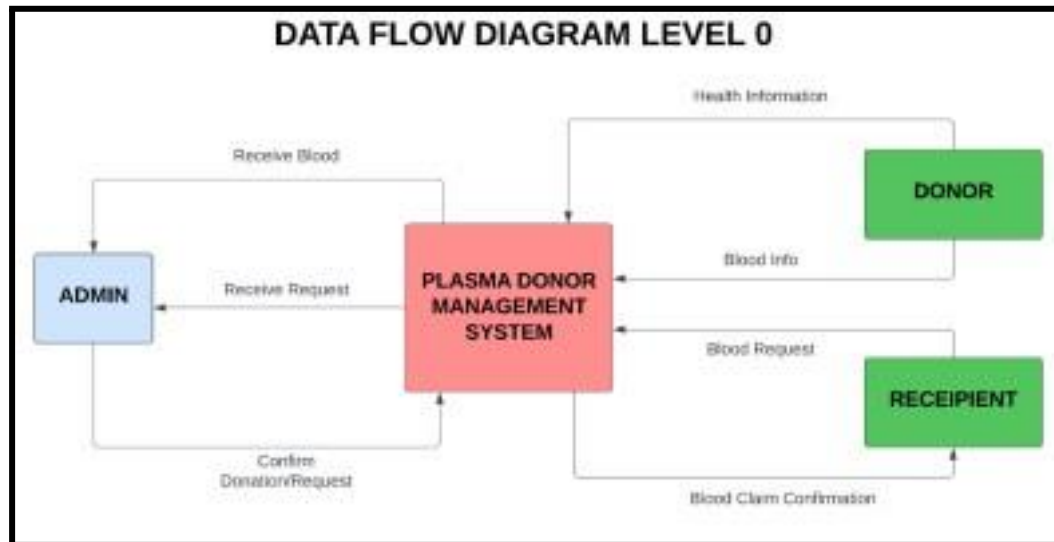 DATA FLOW DIAGRAM LEVEL 0
Health Information
Receive Blood
DONOR
Blood Info
ADMIN
Receive Request
PLASMA DONOR
MANAGEMENT
SYSTEM
Blood Request
RECEIPIENT
Confirm
Donation/Request
Blood Claim Confirmation